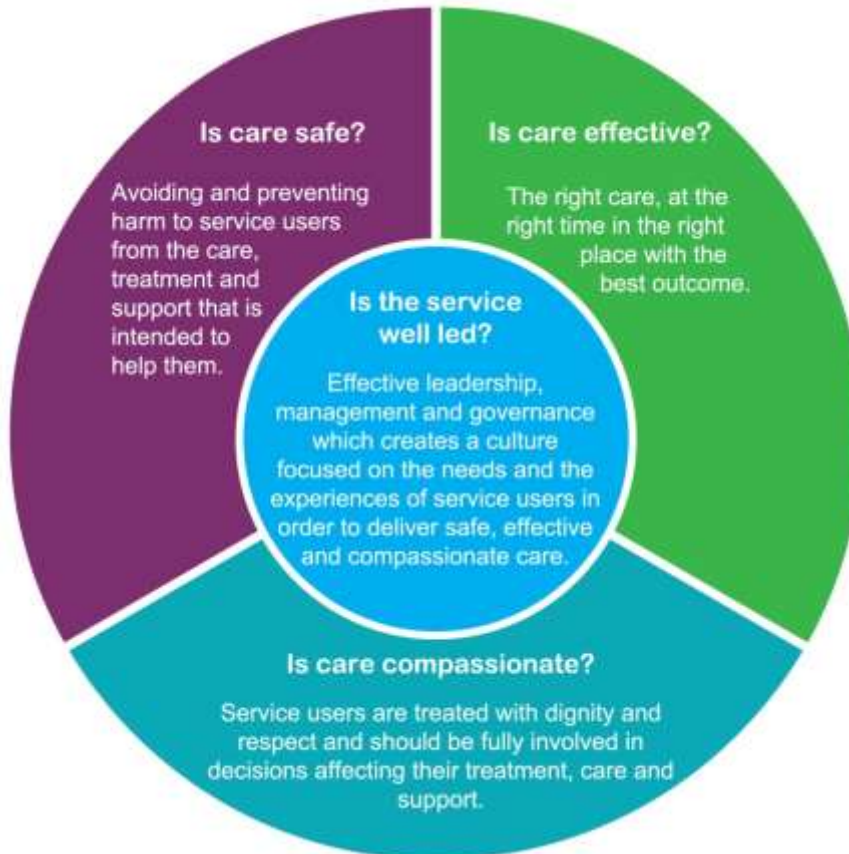 Is care safe?
Avoiding and preventing
harm to service users
from the care,
treatment and
support that is
intended to
help them.
Is care effective?
The right care, at the
right time in the right
place with the
best outcome.
Is the service
well led?
Effective leadership,
management and governance
which creates a culture
focused on the needs and the
experiences of service users in
order to deliver safe, effective
and compassionate care.
Is care compassionate?
Service users are treated with dignity and
respect and should be fully involved in
decisions affecting their treatment, care and
support.